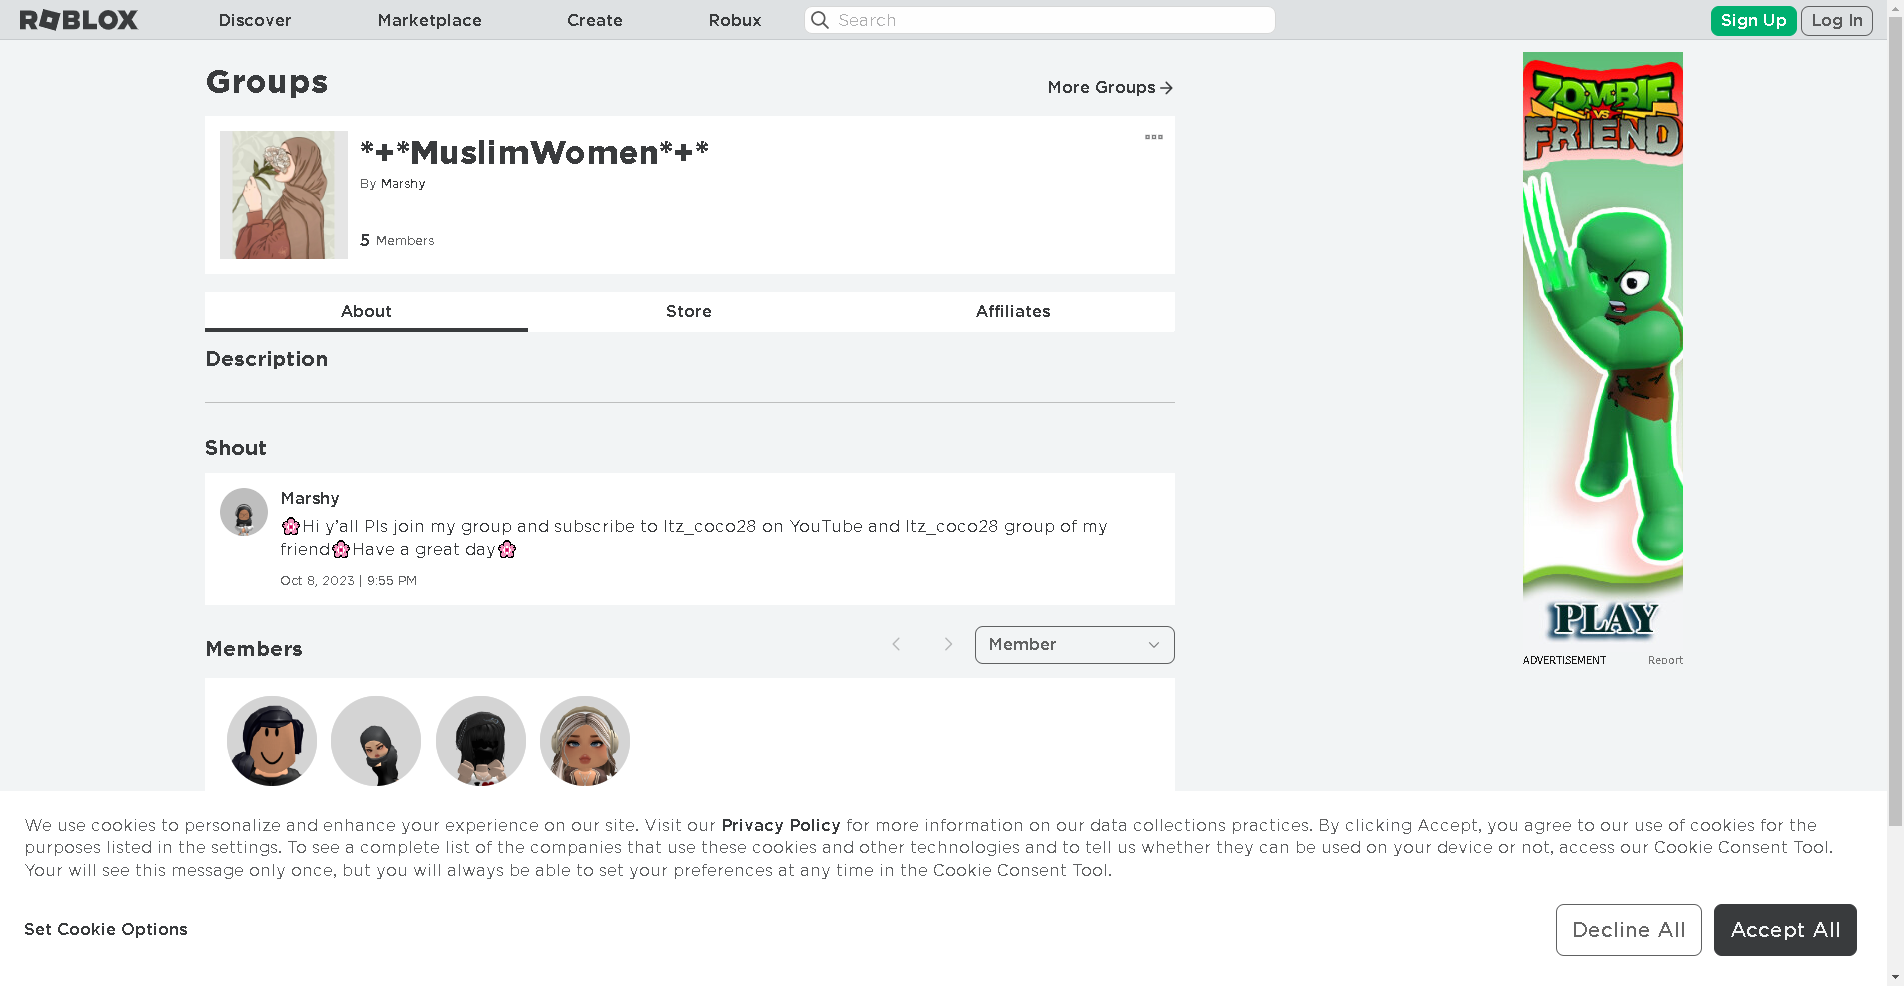 ROBLOX
Discover
Marketplace
Create
Robux
Search
Sign Up
Log In
Groups
More Groups
*+*MuslimWomen*+*
By Marshy
5 Members
About
Store
Affiliates
Description
Shout
Marshy
🌸Hi y’all Pls join my group and subscribe to Itz_coco28 on YouTube and Itz_coco28 group of my
friend🌸Have a great day🌸
Oct 8, 2023 | 9:55 PM
Members
Member
ZOMBIE
VS
FRIEND
PLAY
ADVERTISEMENT
Report
We use cookies to personalize and enhance your experience on our site. Visit our Privacy Policy for more information on our data collections practices. By clicking Accept, you agree to our use of cookies for the
purposes listed in the settings. To see a complete list of the companies that use these cookies and other technologies and to tell us whether they can be used on your device or not, access our Cookie Consent Tool.
Your will see this message only once, but you will always be able to set your preferences at any time in the Cookie Consent Tool.
Set Cookie Options
Decline All
Accept All